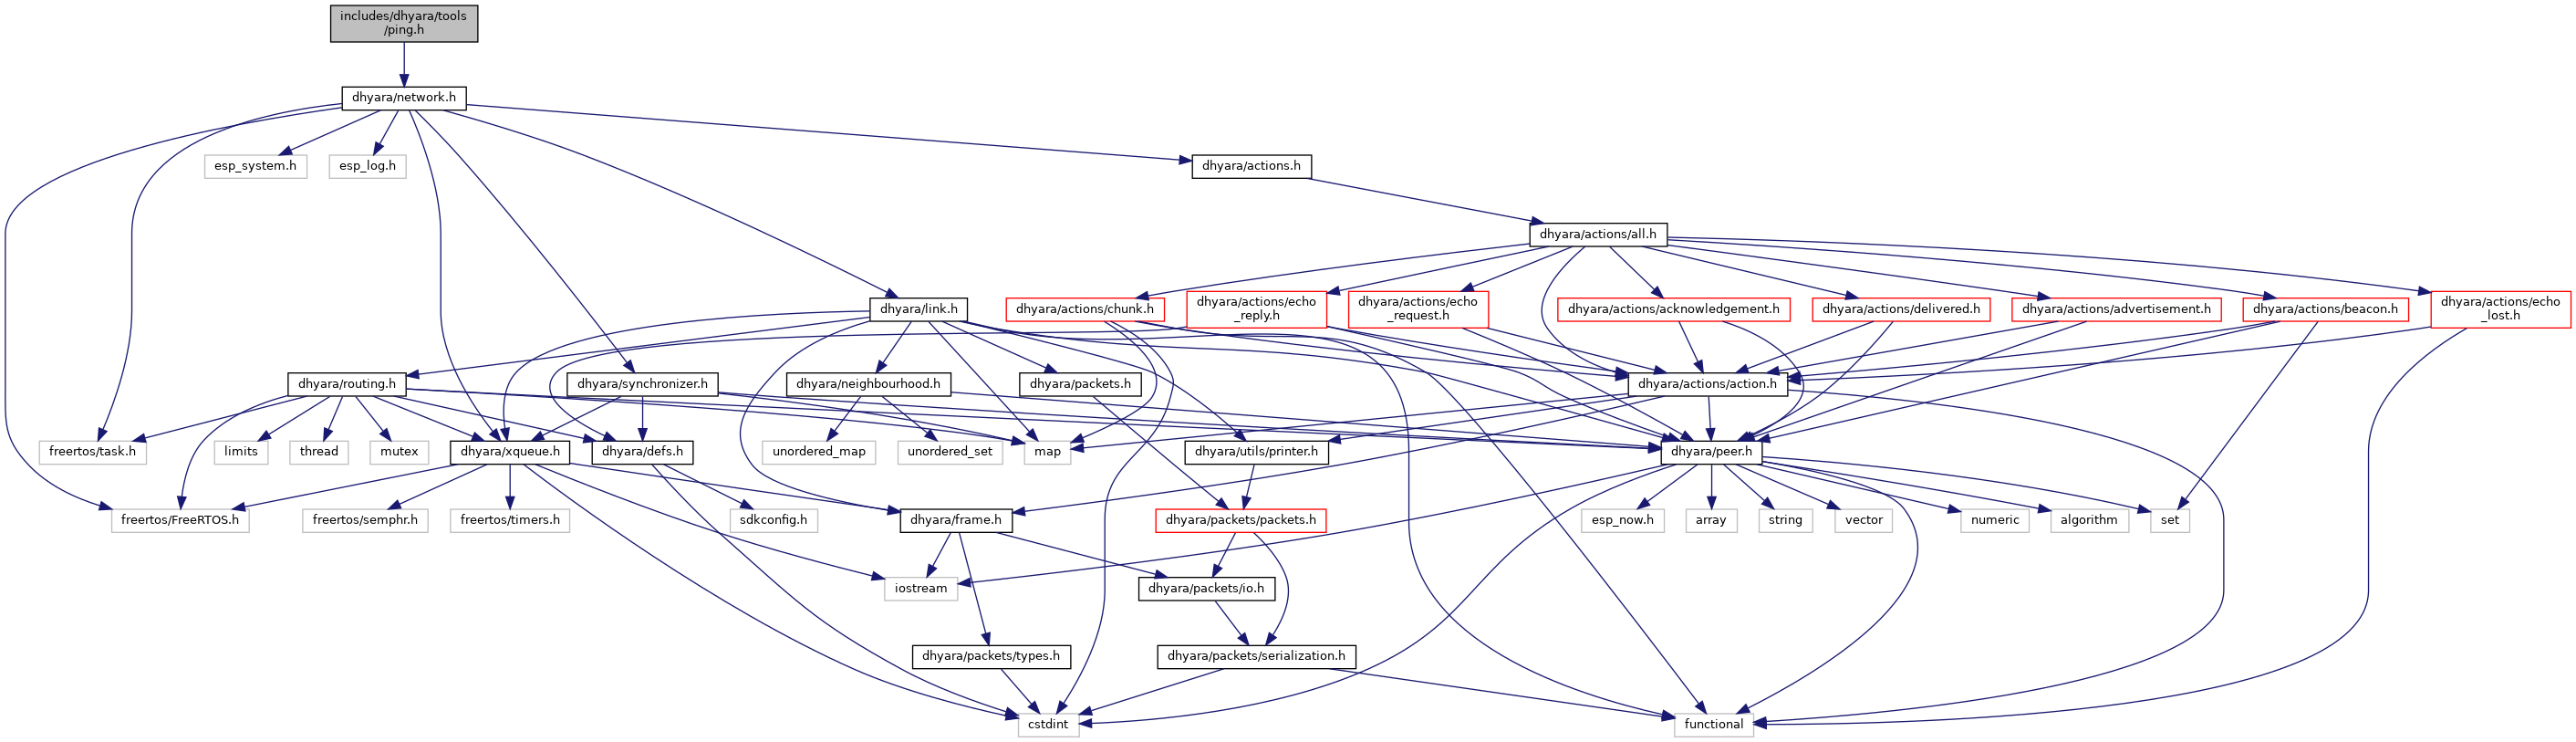 includes/dhyara/tools
/ping.h
dhyara/network.h
esp_system.h
esp_log.h
dhyara/actions.h
dhyara/actions/all.h
dhyara/link.h
dhyara/actions/chunk.h
dhyara/actions/echo
_reply.h
dhyara/actions/echo
_request.h
dhyara/actions/acknowledgement.h
dhyara/actions/delivered.h
dhyara/actions/advertisement.h
dhyara/actions/beacon.h
dhyara/actions/echo
_lost.h
dhyara/routing.h
dhyara/synchronizer.h
dhyara/neighbourhood.h
dhyara/packets.h
dhyara/actions/action.h
freertos/task.h
limits
thread
mutex
dhyara/xqueue.h
dhyara/defs.h
unordered_map
unordered_set
map
dhyara/utils/printer.h
dhyara/peer.h
freertos/FreeRTOS.h
freertos/semphr.h
freertos/timers.h
sdkconfig.h
dhyara/frame.h
dhyara/packets/packets.h
esp_now.h
array
string
vector
numeric
algorithm
set
iostream
dhyara/packets/io.h
dhyara/packets/types.h
dhyara/packets/serialization.h
cstdint
functional